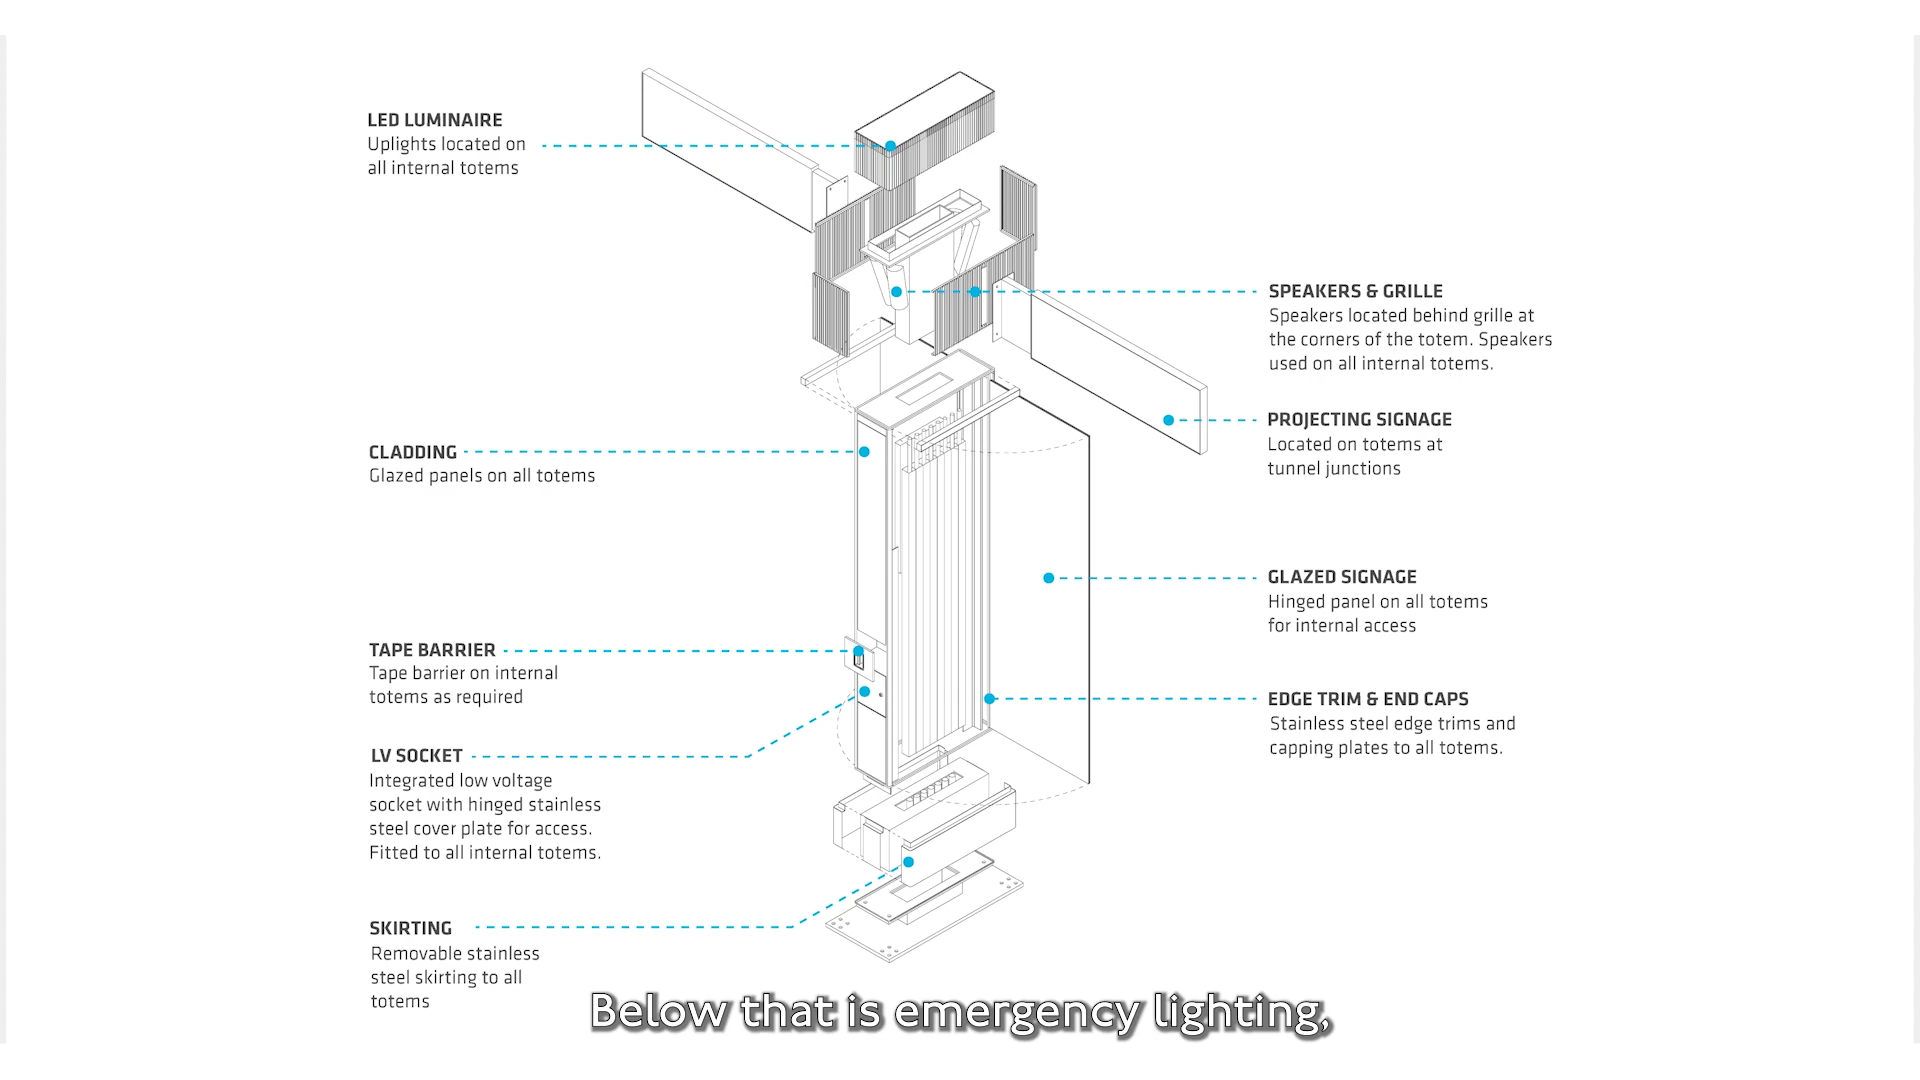 LED LUMINAIRE
Uplights located on
all internal totems
CLADDING
Glazed panels on all totems
TAPE BARRIER
Tape barrier on internal
totems as required
LV SOCKET
Integrated low voltage
socket with hinged stainless
steel cover plate for access.
Fitted to all internal totems.
SKIRTING
Removable stainless
steel skirting to all
totems
SPEAKERS & GRILLE
Speakers located behind grille at
the corners of the totem. Speakers
used on all internal totems.
PROJECTING SIGNAGE
Located on totems at
tunnel junctions
GLAZED SIGNAGE
Hinged panel on all totems
for internal access
EDGE TRIM & END CAPS
Stainless steel edge trims and
capping plates to all totems.
Below that is emergency lighting,